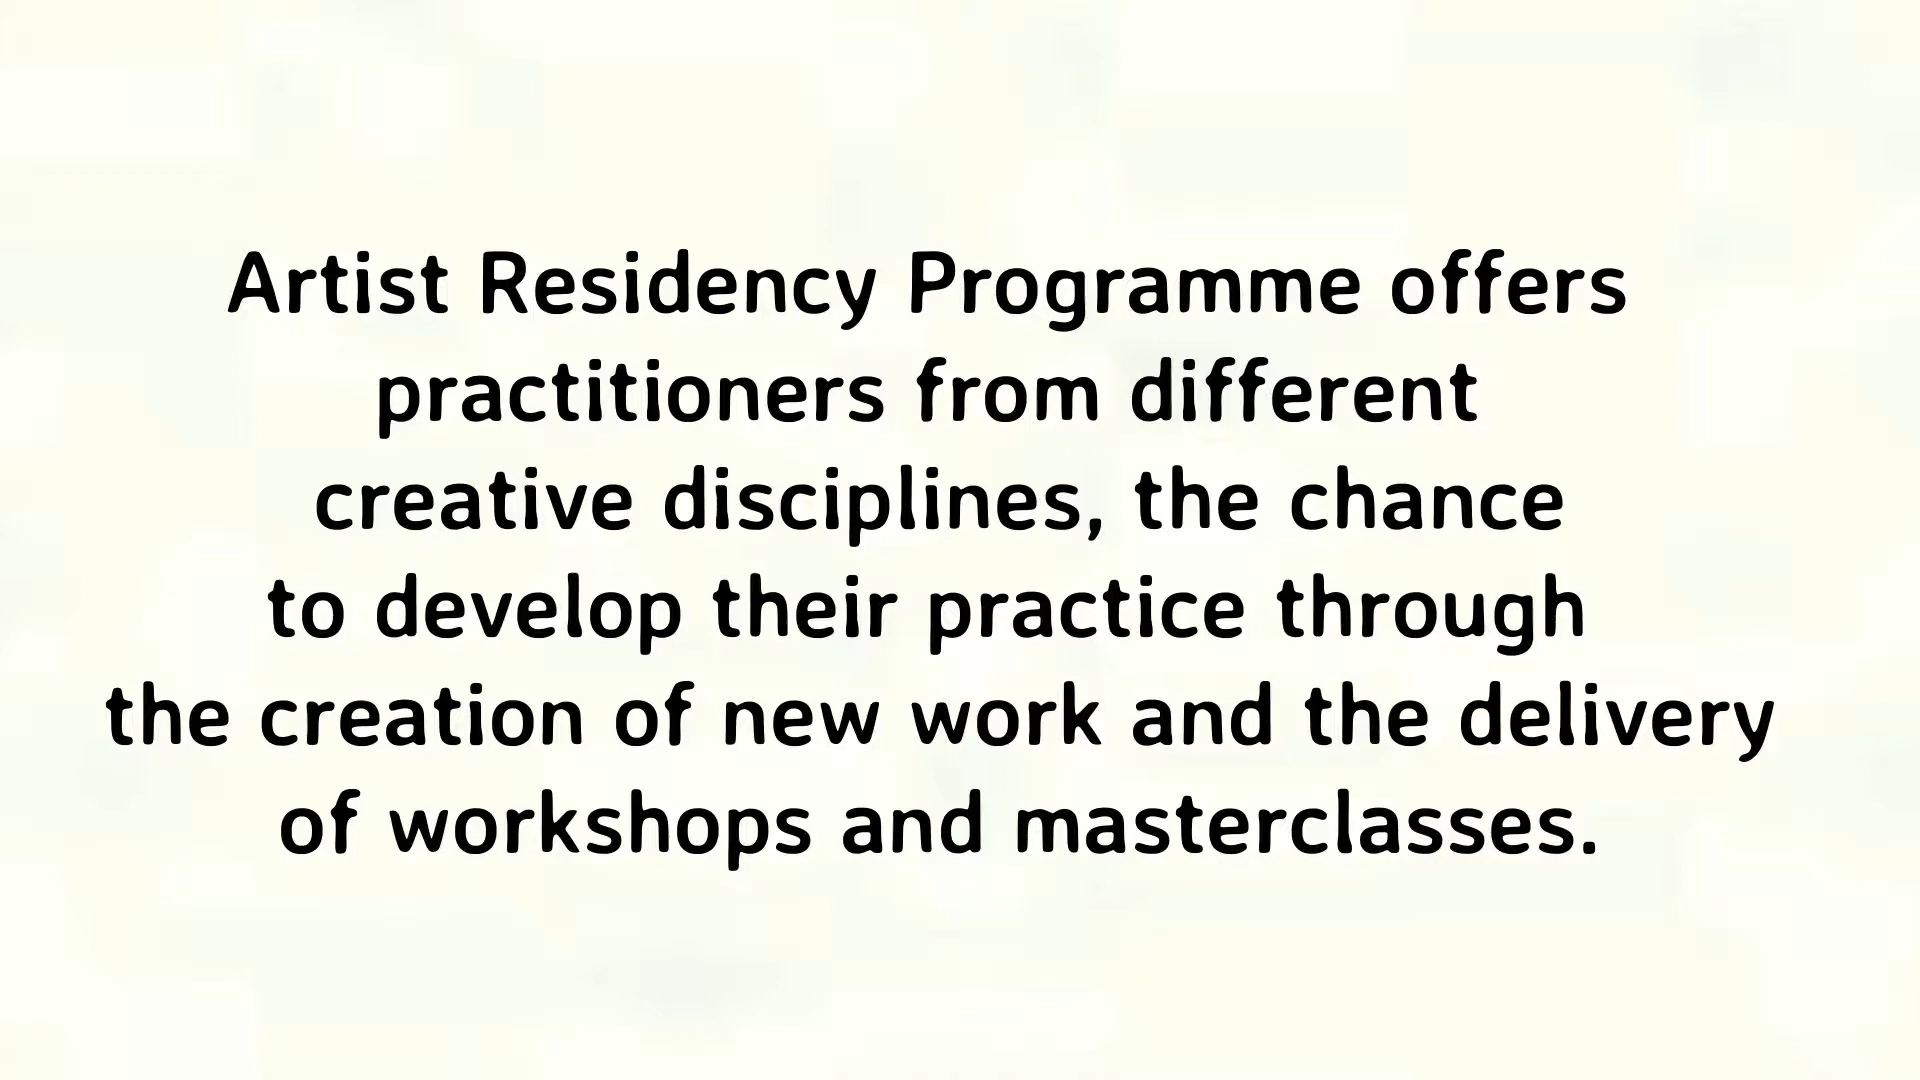 Artist Residency Programme offers
practitioners from different
creative disciplines, the chance
to develop their practice through
the creation of new work and the delivery
of workshops and masterclasses.